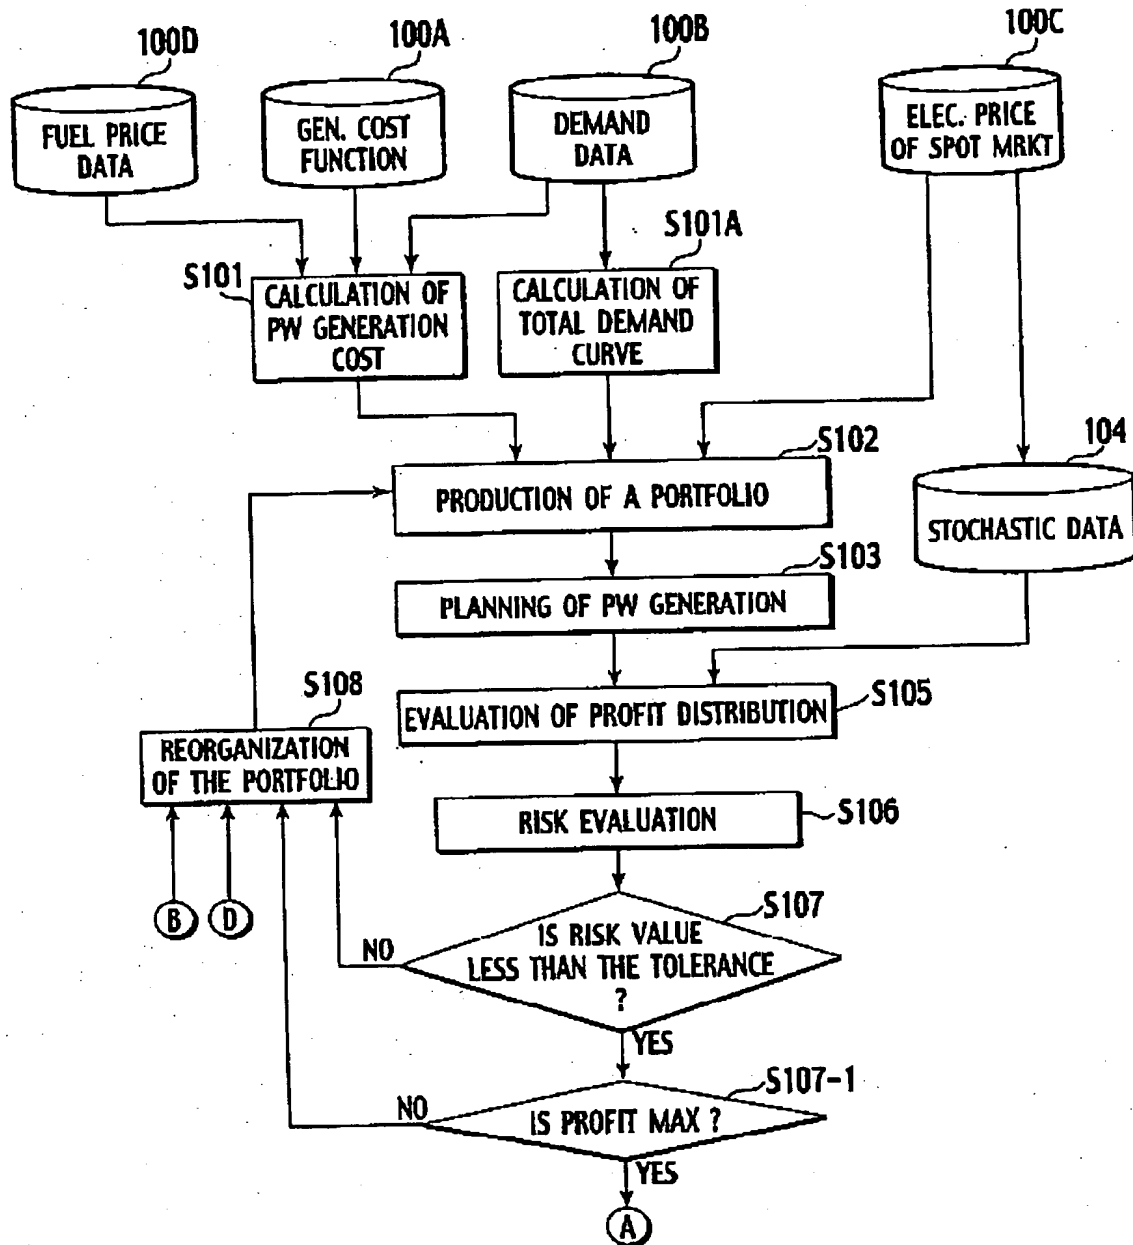 100D
100A
100B
100C
FUEL PRICE
DATA
GEN. COST
FUNCTION
DEMAND
DATA
ELEC. PRICE
OF SPOT MRKT
S101
CALCULATION OF
PW GENERATION
COST
S101A
CALCULATION OF
TOTAL DEMAND
CURVE
S102
PRODUCTION OF A PORTFOLIO
104
STOCHASTIC DATA
S103
PLANNING OF PW GENERATION
S105
EVALUATION OF PROFIT DISTRIBUTION
S108
REORGANIZATION
OF THE PORTFOLIO
S106
RISK EVALUATION
B
D
S107
IS RISK VALUE
LESS THAN THE TOLERANCE
?
NO
YES
S107-1
IS PROFIT MAX ?
NO
YES
A